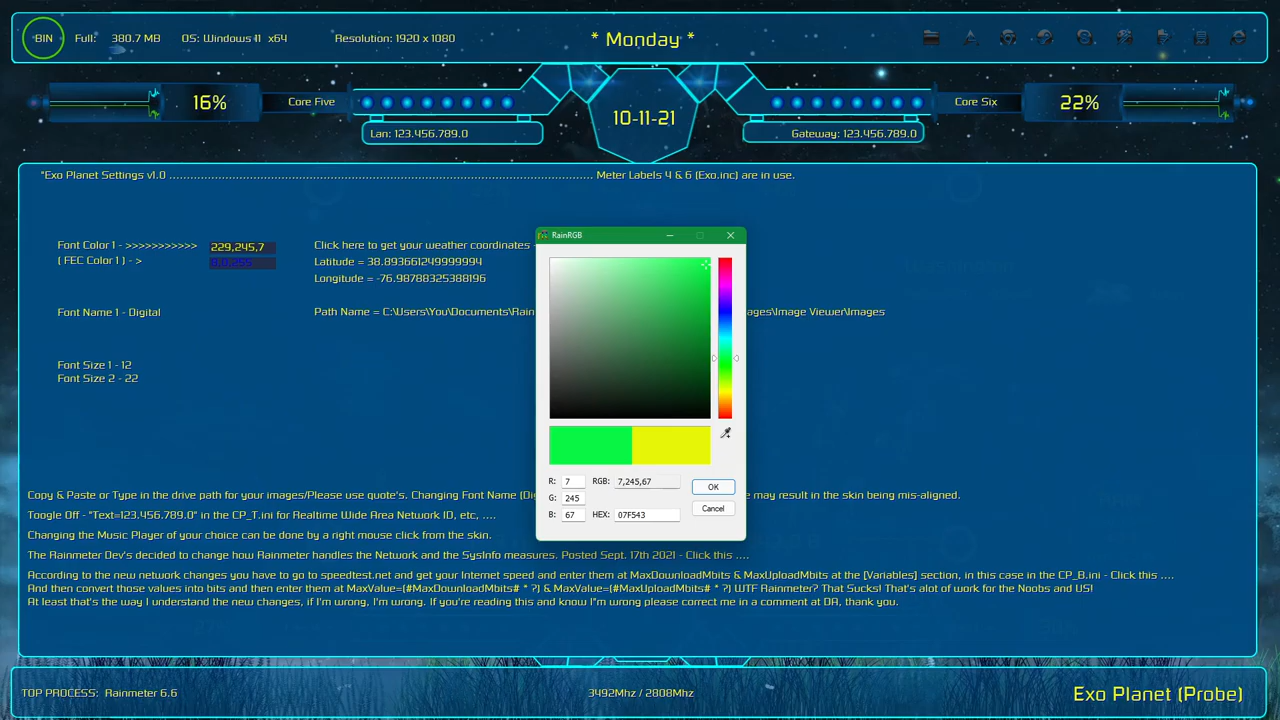 BIN
Full: 380.7 MB
OS: Windows 11 x64
Resolution: 1920 x 1080
* Monday *
16%
Core Five
10-11-21
Core Six
22%
Lan: 123.456.789.0
Gateway: 123.456.789.0
"Exo Planet Settings v1.0 ........................................................................................................................ Meter Labels 4 & 6 (Exo.inc) are in use.
Font Color 1 - >>>>>>>>>>> 229,245,7
( FEC Color 1 ) - > 8,0,255
Click here to get your weather coordinates -
Latitude = 38.893661249999994
Longitude = -76.98788325388196
Font Name 1 - Digital
Path Name = C:\Users\You\Documents\Rain
ages\Image Viewer\Images
Font Size 1 - 12
Font Size 2 - 22
RainRGB
R: 7
RGB: 7,245,67
OK
G: 245
B: 67
HEX: 07F543
Cancel
Copy & Paste or Type in the drive path for your images/Please use quote's. Changing Font Name (Dig
e may result in the skin being mis-aligned.
Toogle Off - "Text=123.456.789.0" in the CP_T.ini for Realtime Wide Area Network ID, etc, ....
Changing the Music Player of your choice can be done by a right mouse click from the skin.
The Rainmeter Dev's decided to change how Rainmeter handles the Network and the SysInfo measures. Posted Sept. 17th 2021 - Click this ....
According to the new network changes you have to go to speedtest.net and get your Internet speed and enter them at MaxDownloadMbits & MaxUploadMbits at the [Variables] section, in this case in the CP_B.ini - Click this ....
And then convert those values into bits and then enter them at MaxValue=(#MaxDownloadMbits# * ?) & MaxValue=(#MaxUploadMbits# * ?) WTF Rainmeter? That Sucks! That's alot of work for the Noobs and US!
At least that's the way I understand the new changes, if I'm wrong, I'm wrong. If you're reading this and know I"m wrong please correct me in a comment at DA, thank you.
TOP PROCESS: Rainmeter 6.6
3492Mhz / 2808Mhz
Exo Planet (Probe)